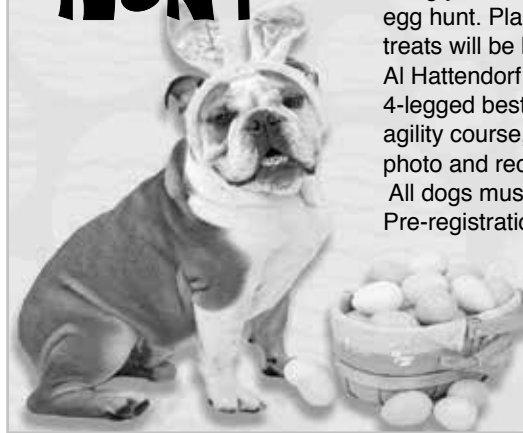 HUNT
egg hunt. Pla
treats will be
Al Hattendorf
4-legged best
agility course
photo and rec
All dogs mus
Pre-registratio